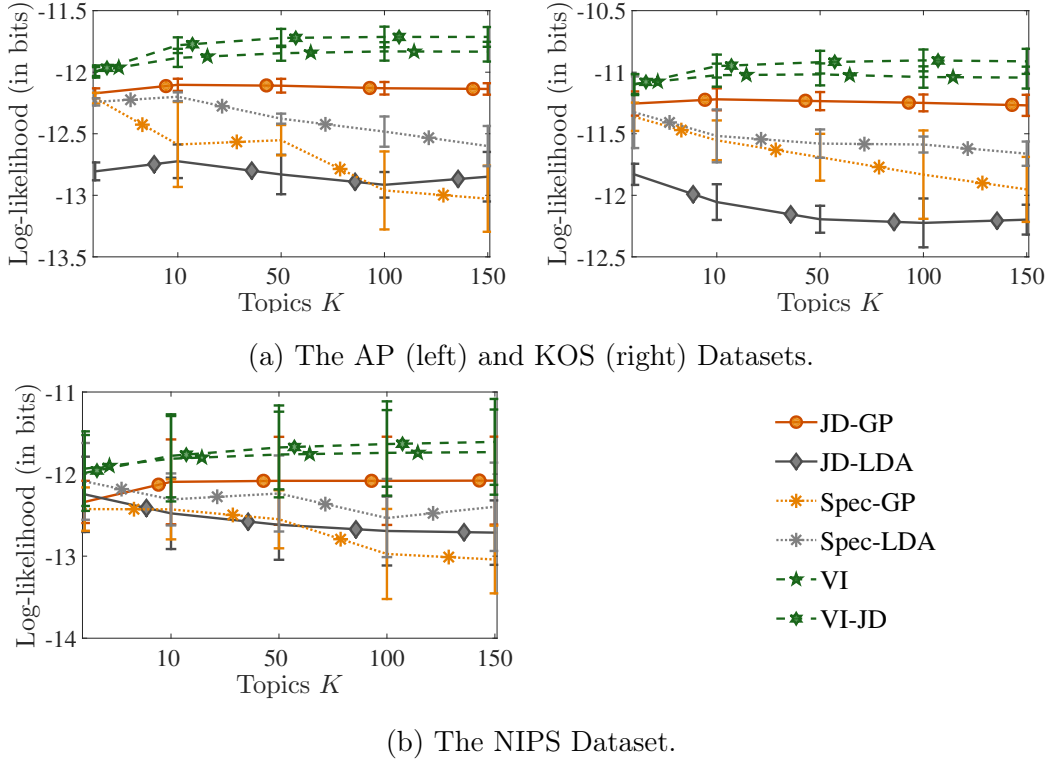 -11.5
-12
-12.5
-13
-13.5
Log-likelihood (in bits)
10
50
100
150
Topics K
-10.5
-11
-11.5
-12
-12.5
Log-likelihood (in bits)
10
50
100
150
Topics K
(a) The AP (left) and KOS (right) Datasets.
-11
-12
-13
-14
Log-likelihood (in bits)
10
50
100
150
Topics K
JD-GP
JD-LDA
Spec-GP
Spec-LDA
VI
VI-JD
(b) The NIPS Dataset.